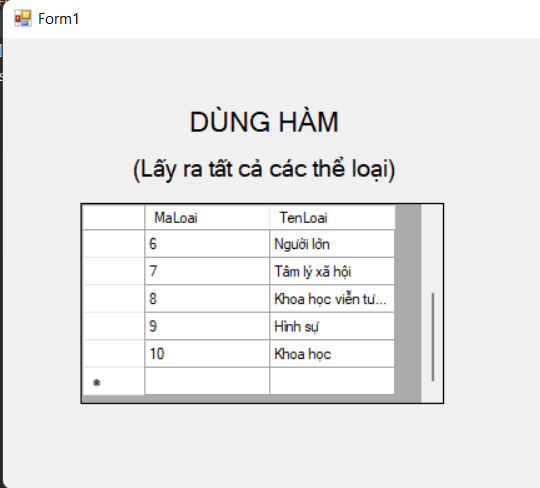 Form1
DÙNG HÀM
(Lấy ra tất cả các thể loại)
MaLoai TenLoai
6 Người lớn
7 Tâm lý xã hội
8 Khoa học viễn tư...
9 Hình sự
10 Khoa học
*